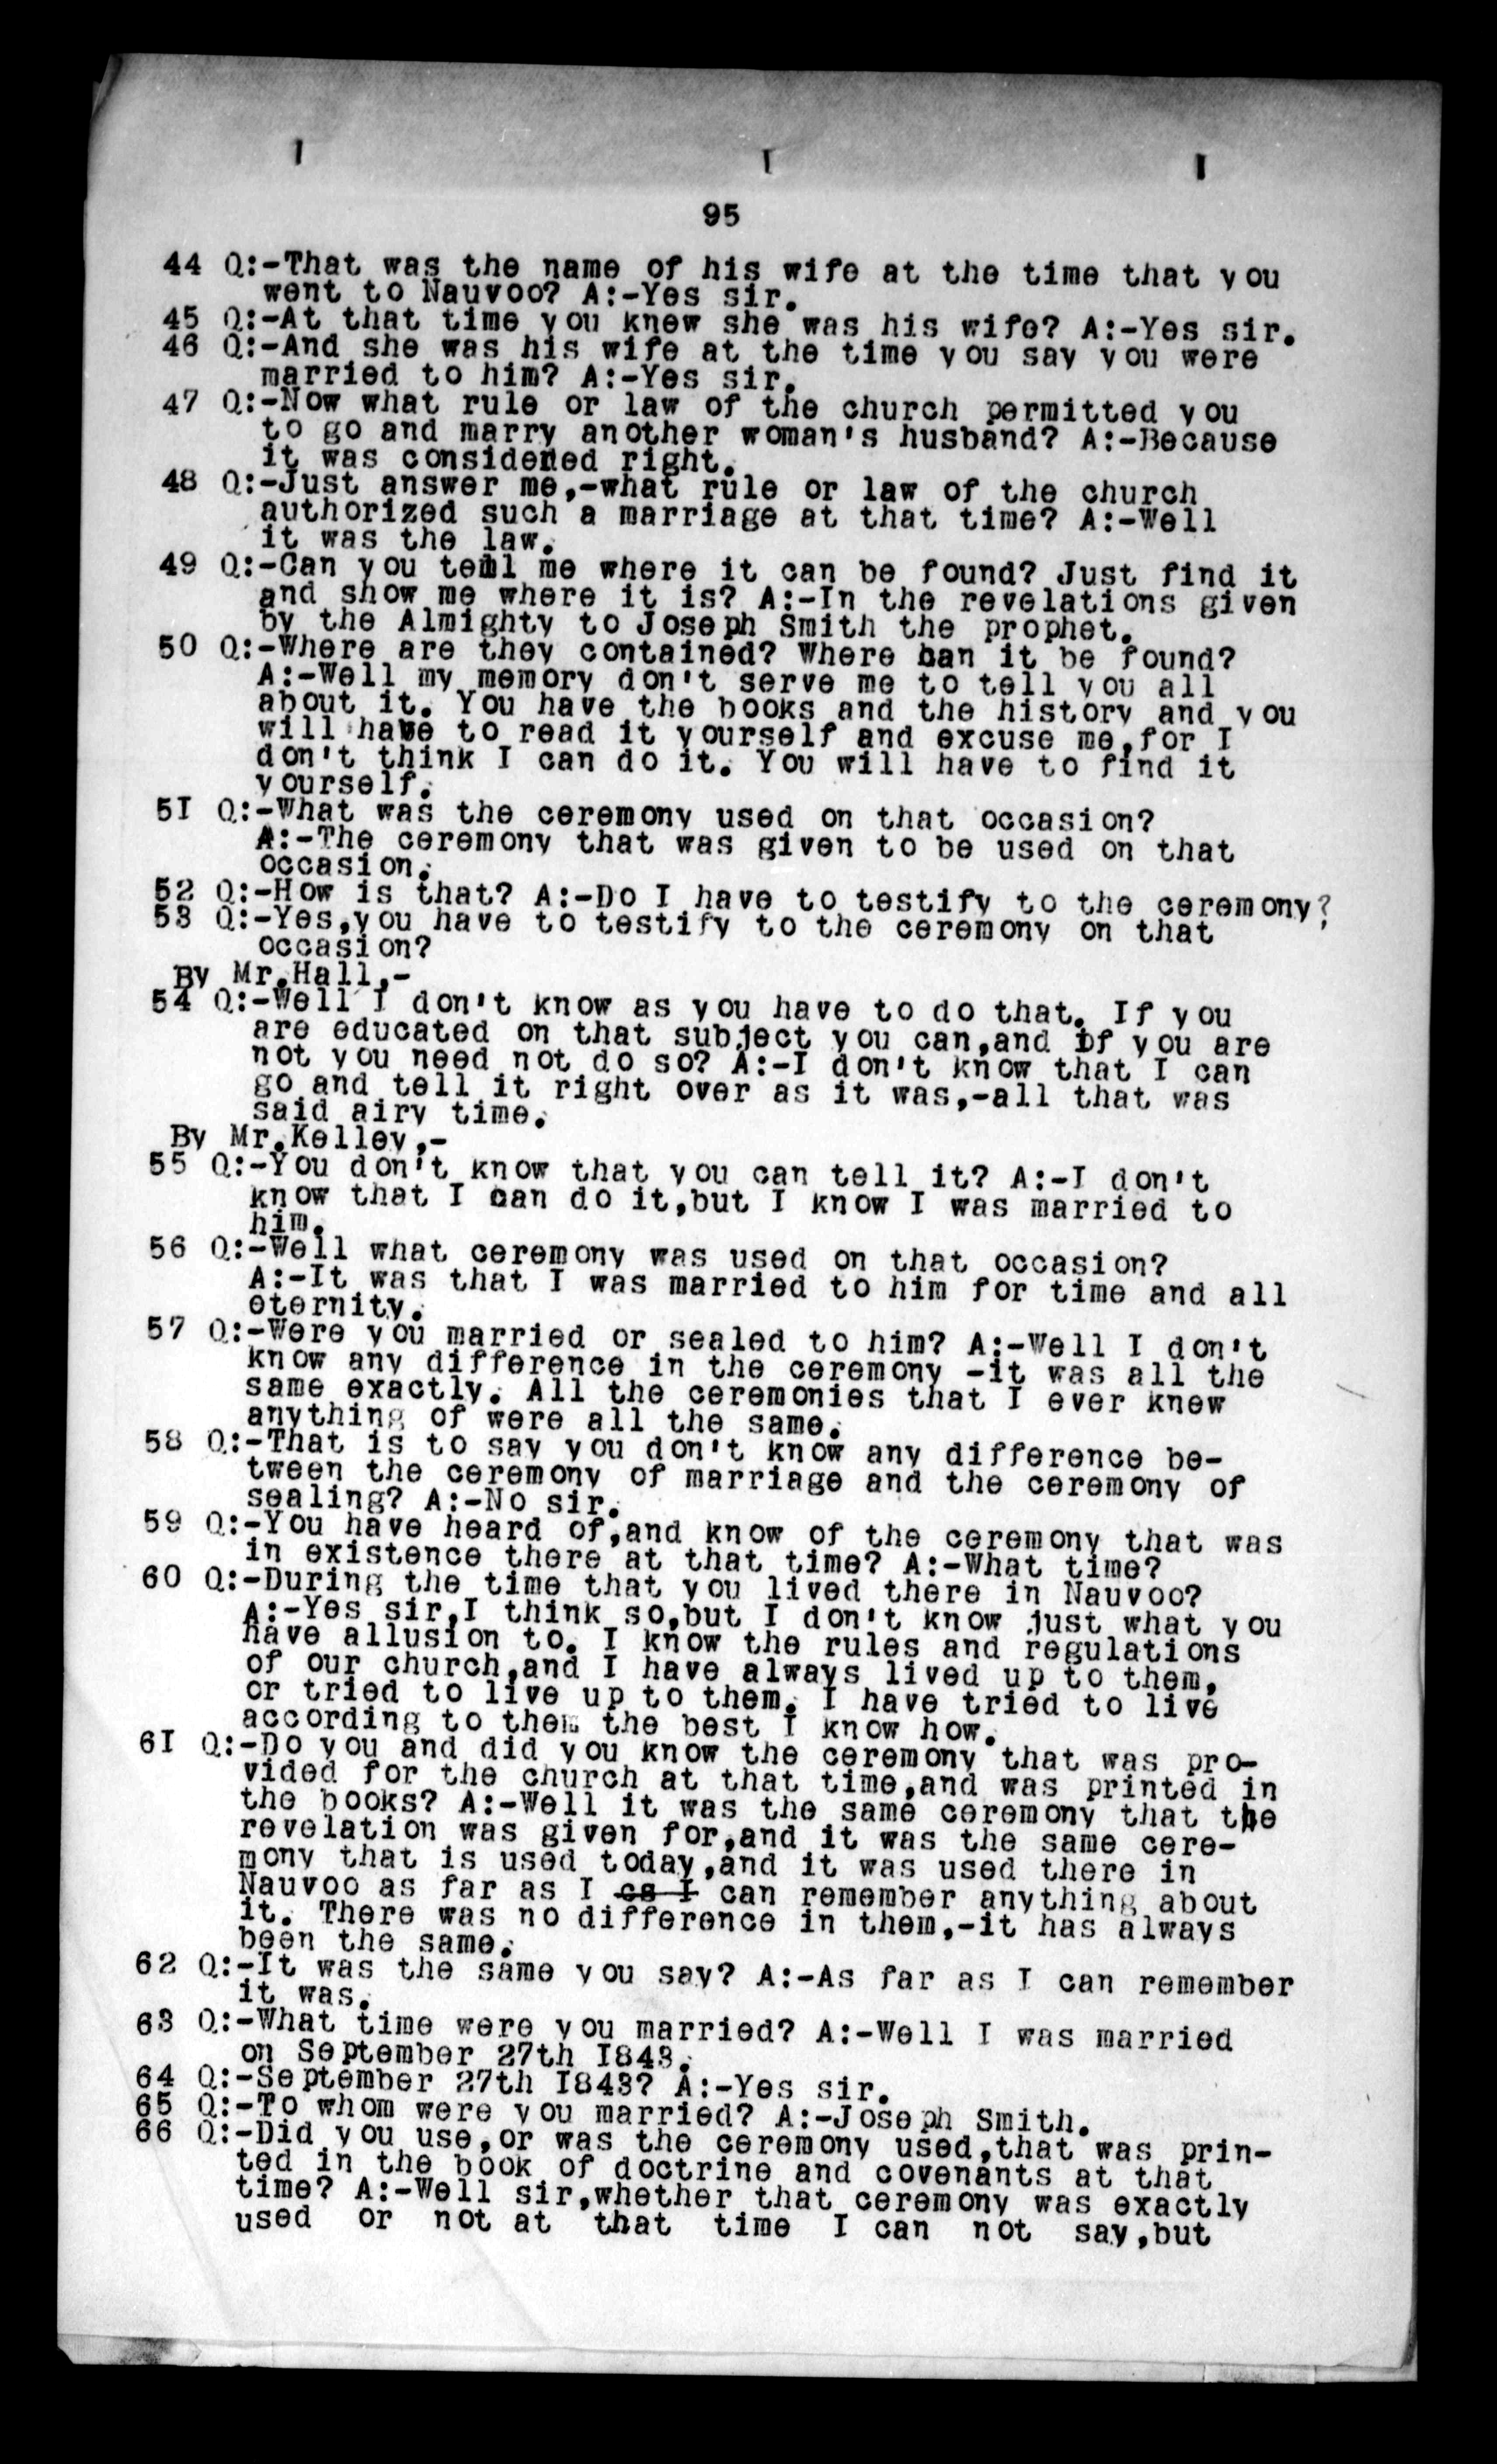 95
44 Q:-That was the name of his wife at the time that you
went to Nauvoo? A:-Yes sir.
45 Q:-At that time you knew she was his wife? A:-Yes sir.
46 Q:-And she was his wife at the time you say you were
married to him? A:-Yes sir.
47 Q:-Now what rule or law of the church permitted you
to go and marry another woman's husband? A:-Because
it was considered right.
48 Q:-Just answer me,-what rule or law of the church
authorized such a marriage at that time? A:-Well
it was the law.
49 Q:-Can you tell me where it can be found? Just find it
and show me where it is? A:-In the revelations given
by the Almighty to Joseph Smith the prophet.
50 Q:-Where are they contained? Where can it be found?
A:-Well my memory don't serve me to tell you all
about it. You have the books and the history and you
will have to read it yourself and excuse me,for I
don't think I can do it. You will have to find it
yourself.
5I Q:-What was the ceremony used on that occasion?
A:-The ceremony that was given to be used on that
occasion.
52 Q:-How is that? A:-Do I have to testify to the ceremony?
53 Q:-Yes,you have to testify to the ceremony on that
occasion?
By Mr.Hall,-
54 Q:-Well I don't know as you have to do that. If you
are educated on that subject you can,and if you are
not you need not do so? A:-I don't know that I can
go and tell it right over as it was,-all that was
said airy time.
By Mr.Kelley,-
55 Q:-You don't know that you can tell it? A:-I don't
know that I can do it,but I know I was married to
him.
56 Q:-Well what ceremony was used on that occasion?
A:-It was that I was married to him for time and all
eternity.
57 Q:-Were you married or sealed to him? A:-Well I don't
know any difference in the ceremony -it was all the
same exactly. All the ceremonies that I ever knew
anything of were all the same.
58 Q:-That is to say you don't know any difference be-
tween the ceremony of marriage and the ceremony of
sealing? A:-No sir.
59 Q:-You have heard of,and know of the ceremony that was
in existence there at that time? A:-What time?
60 Q:-During the time that you lived there in Nauvoo?
A:-Yes sir,I think so,but I don't know just what you
have allusion to. I know the rules and regulations
of our church,and I have always lived up to them,
or tried to live up to them. I have tried to live
according to them the best I know how.
6I Q:-Do you and did you know the ceremony that was pro-
vided for the church at that time,and was printed in
the books? A:-Well it was the same ceremony that the
revelation was given for,and it was the same cere-
mony that is used today,and it was used there in
Nauvoo as far as I as I can remember anything about
it. There was no difference in them,-it has always
been the same.
62 Q:-It was the same you say? A:-As far as I can remember
it was.
63 Q:-What time were you married? A:-Well I was married
on September 27th I843.
64 Q:-September 27th I843? A:-Yes sir.
65 Q:-To whom were you married? A:-Joseph Smith.
66 Q:-Did you use,or was the ceremony used,that was prin-
ted in the book of doctrine and covenants at that
time? A:-Well sir,whether that ceremony was exactly
used or not at that time I can not say,but